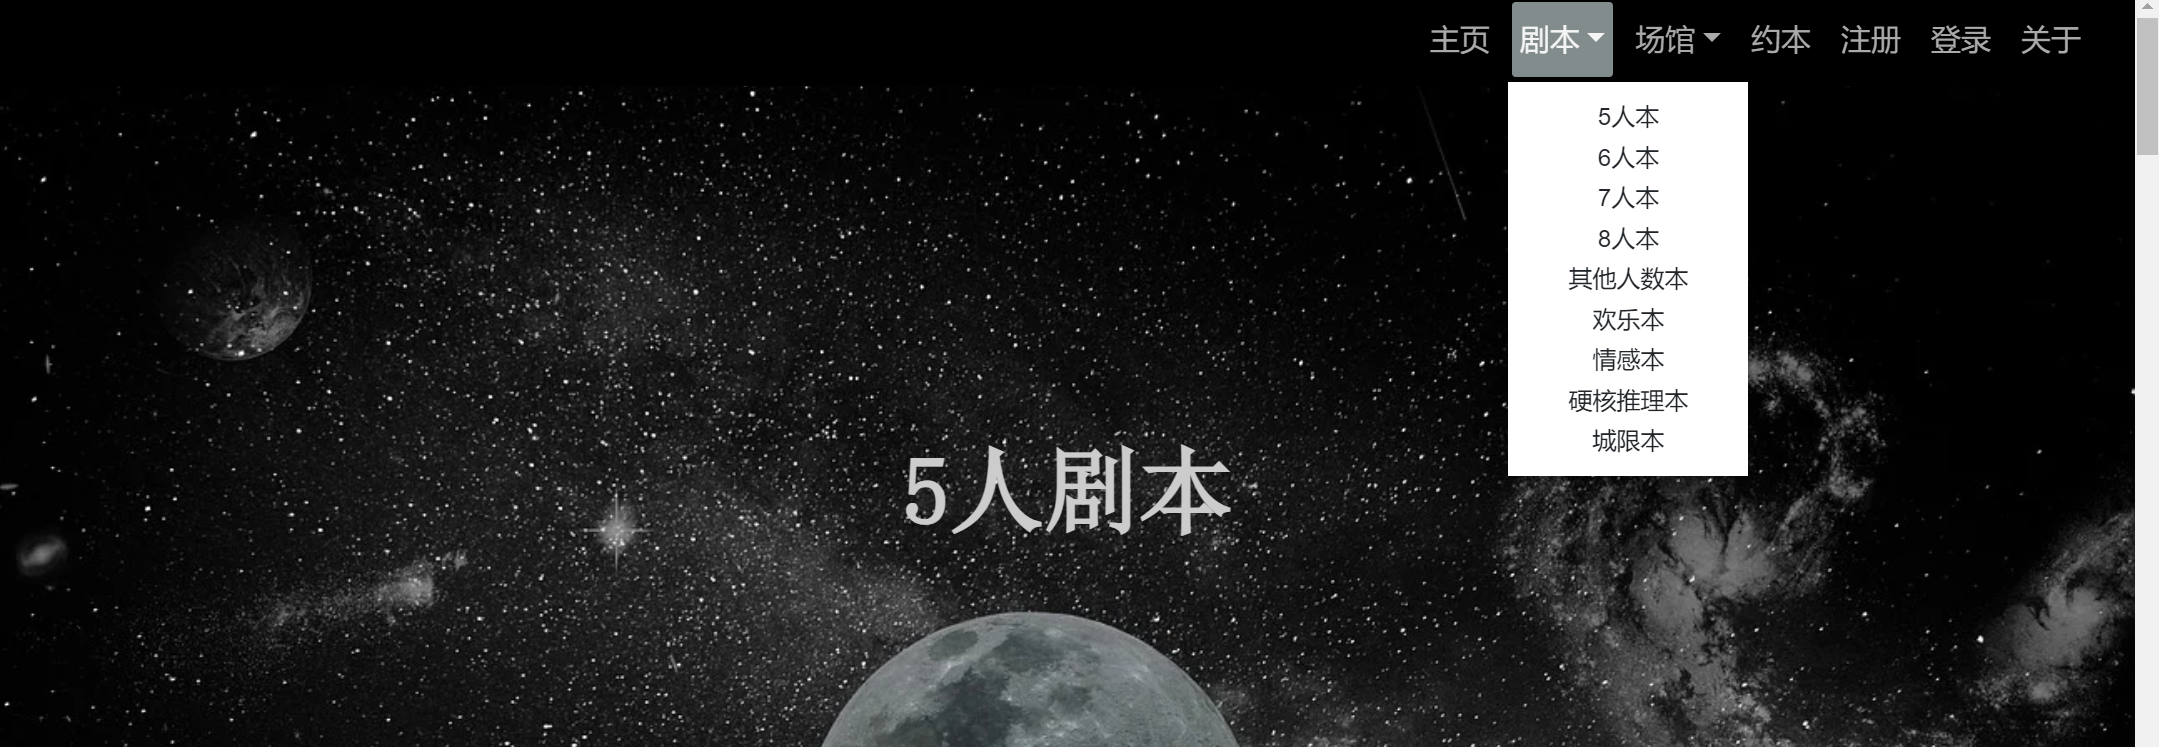 主页 剧本 场馆 约本 注册 登录 关于
5人本
6人本
7人本
8人本
其他人数本
欢乐本
情感本
硬核推理本
城限本
5人剧本